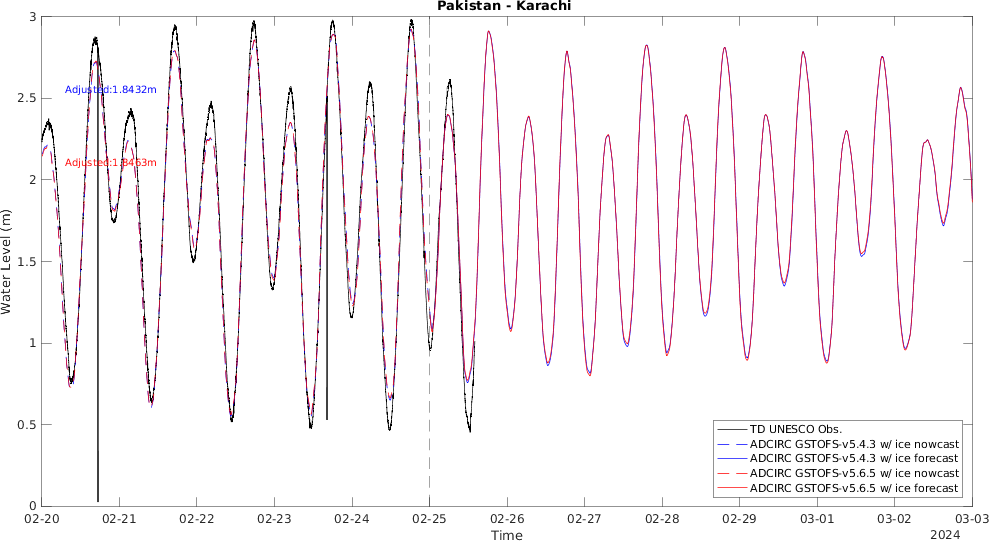 Pakistan - Karachi
3
2.5
2
1.5
1
0.5
0
Water Level (m)
Adjusted:1.8432m
Adjusted:1.8463m
TD UNESCO Obs.
ADCIRC GSTOFS-v5.4.3 w/ ice nowcast
ADCIRC GSTOFS-v5.4.3 w/ ice forecast
ADCIRC GSTOFS-v5.6.5 w/ ice nowcast
ADCIRC GSTOFS-v5.6.5 w/ ice forecast
02-20 02-21 02-22 02-23 02-24 02-25 02-26 02-27 02-28 02-29 03-01 03-02 03-03
Time
2024